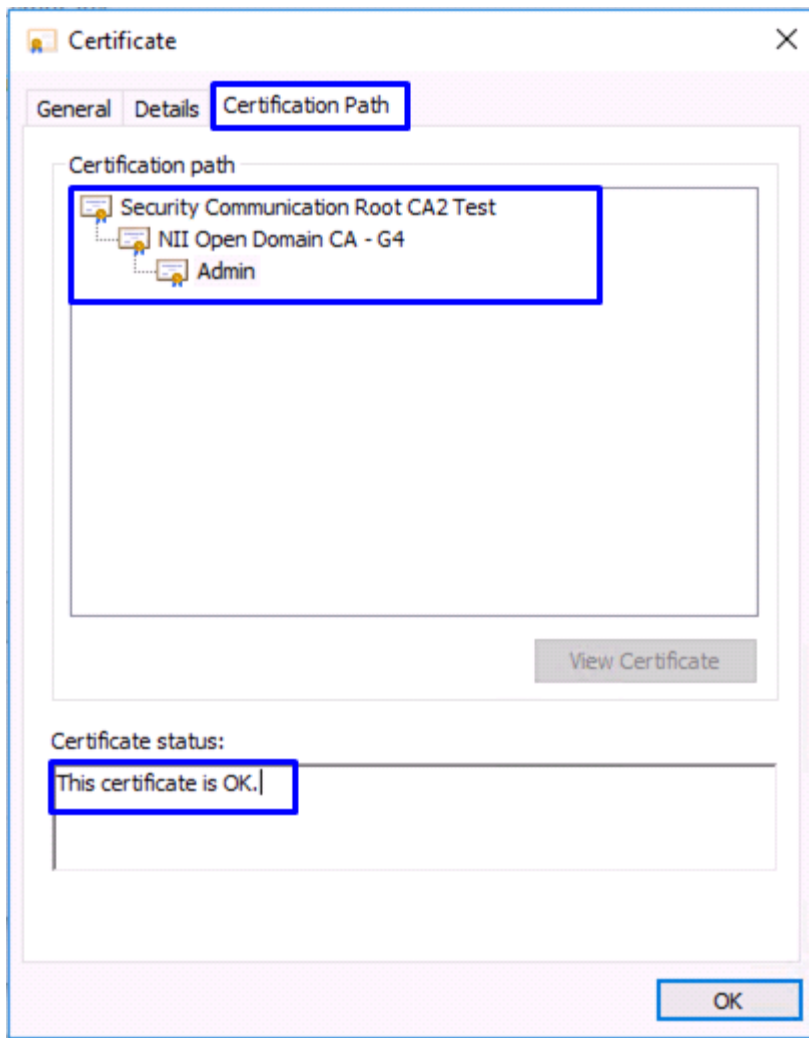 Certificate
General Details Certification Path
Certification path
Security Communication Root CA2 Test
NII Open Domain CA - G4
Admin
View Certificate
Certificate status:
This certificate is OK.
OK